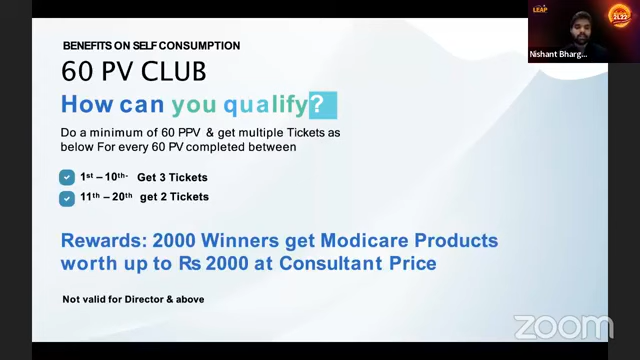 BENEFITS ON SELF CONSUMPTION
60 PV CLUB
How can you qualify?
Do a minimum of 60 PPV & get multiple Tickets as
below For every 60 PV completed between
1st – 10th- Get 3 Tickets
11th – 20th get 2 Tickets
Rewards: 2000 Winners get Modicare Products
worth up to Rs 2000 at Consultant Price
Not valid for Director & above
LEAP
2L22
Nishant Bharg...
zoom